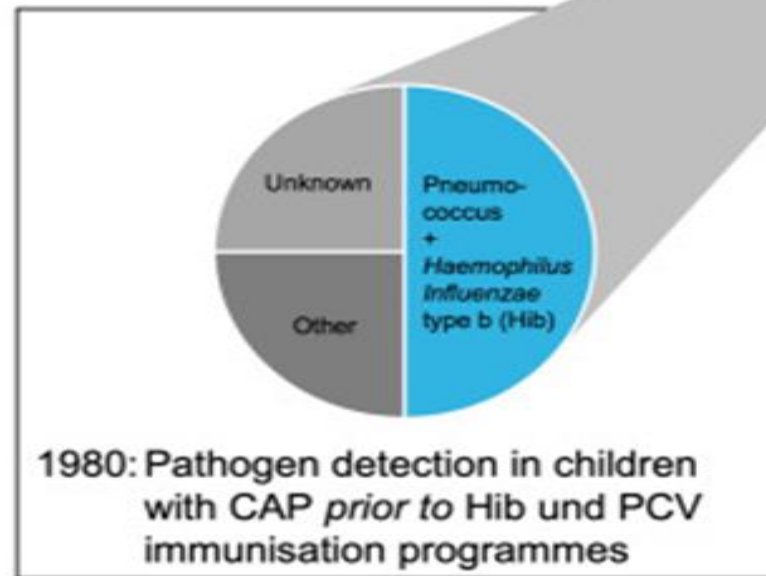 Unknown
Pneumo-
coccus
+
Haemophilus
Influenzae
type b (Hib)
Other
1980: Pathogen detection in children
with CAP prior to Hib und PCV
immunisation programmes